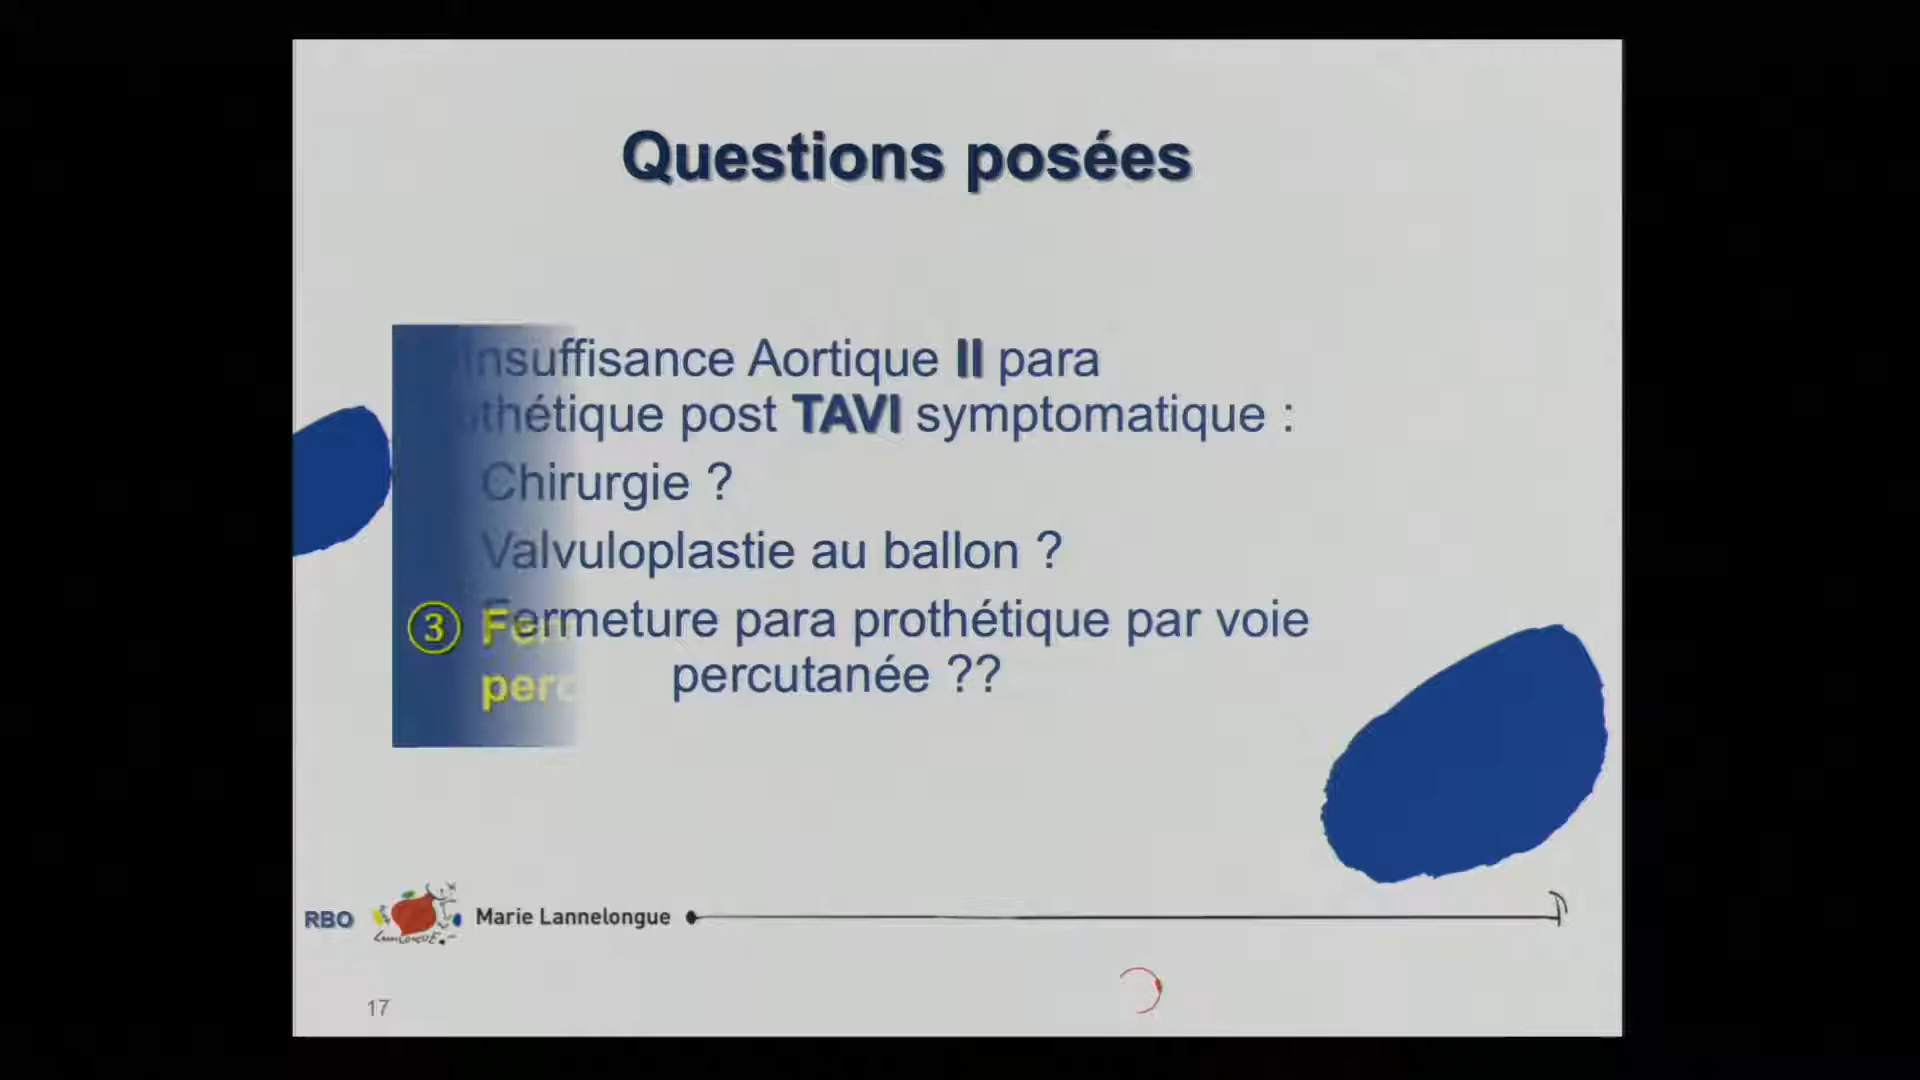 Questions posées
Insuffisance Aortique II para
thétique post TAVI symptomatique :
Chirurgie ?
Valvuloplastie au ballon ?
③ Fermeture para prothétique par voie
percutanée ??
RBO Marie Lannelongue
17